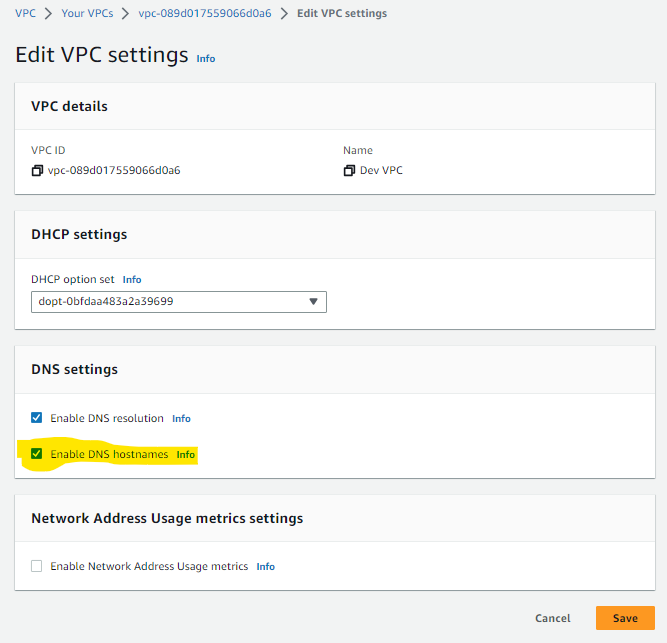 VPC > Your VPCs > vpc-089d017559066d0a6 > Edit VPC settings
Edit VPC settings Info
VPC details
VPC ID Name
vpc-089d017559066d0a6 Dev VPC
DHCP settings
DHCP option set Info
dopt-0bfdaa483a2a39699
DNS settings
Enable DNS resolution Info
Enable DNS hostnames Info
Network Address Usage metrics settings
Enable Network Address Usage metrics Info
Cancel Save